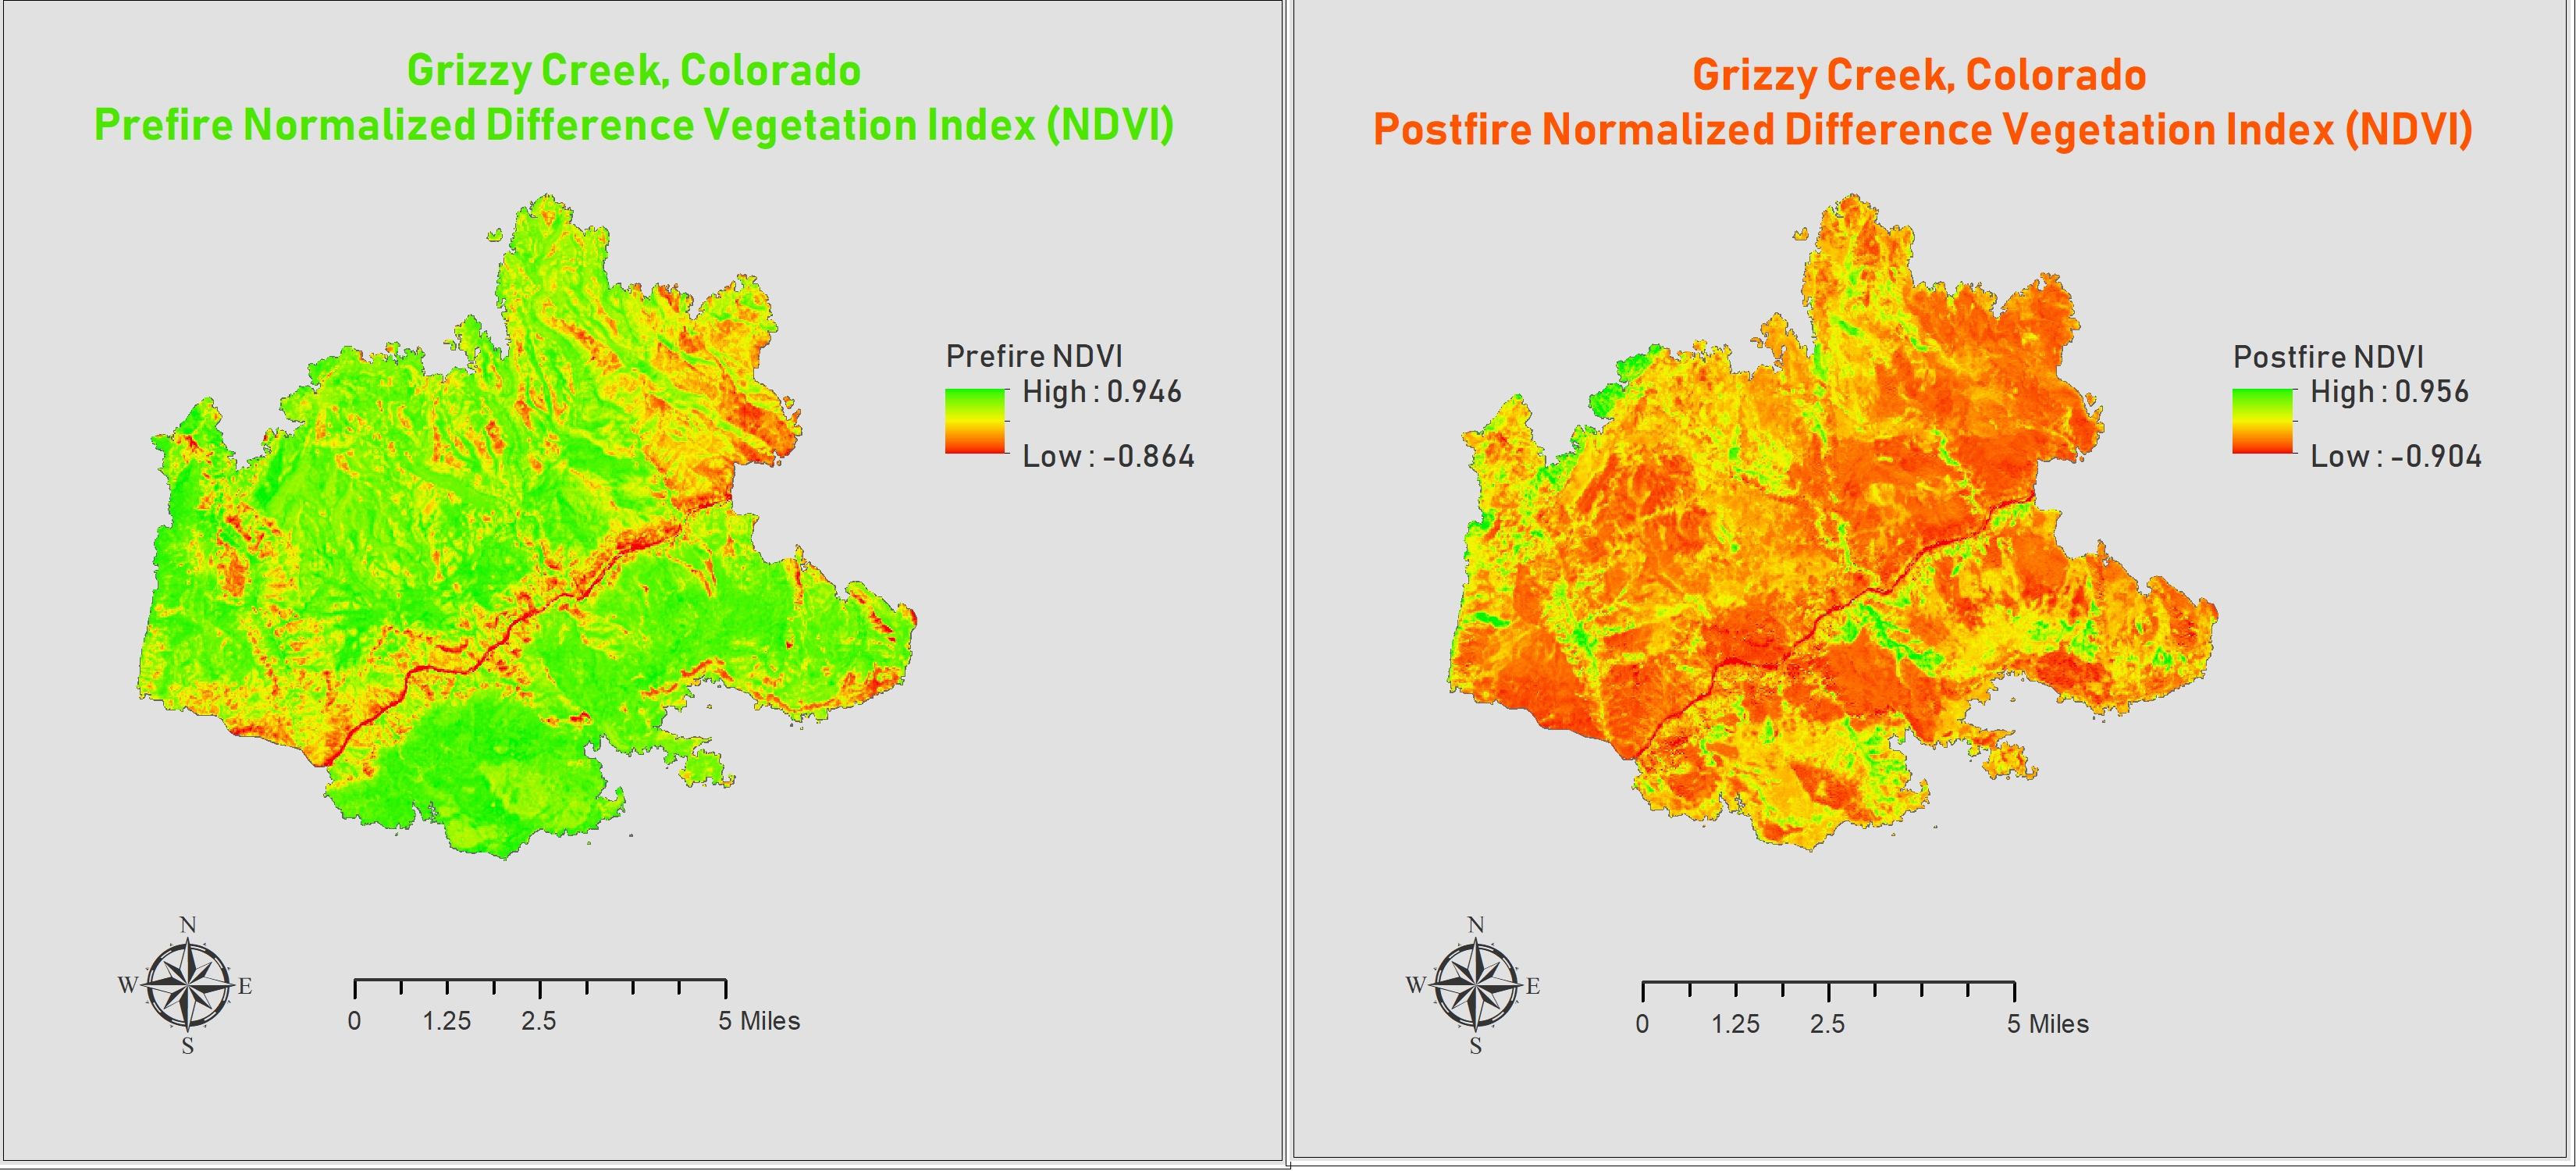 Grizzy Creek, Colorado
Prefire Normalized Difference Vegetation Index (NDVI)
Prefire NDVI
High : 0.946
Low : -0.864
N
W
E
S
0
1.25
2.5
5 Miles
Grizzy Creek, Colorado
Postfire Normalized Difference Vegetation Index (NDVI)
Postfire NDVI
High : 0.956
Low : -0.904
N
W
E
S
0
1.25
2.5
5 Miles